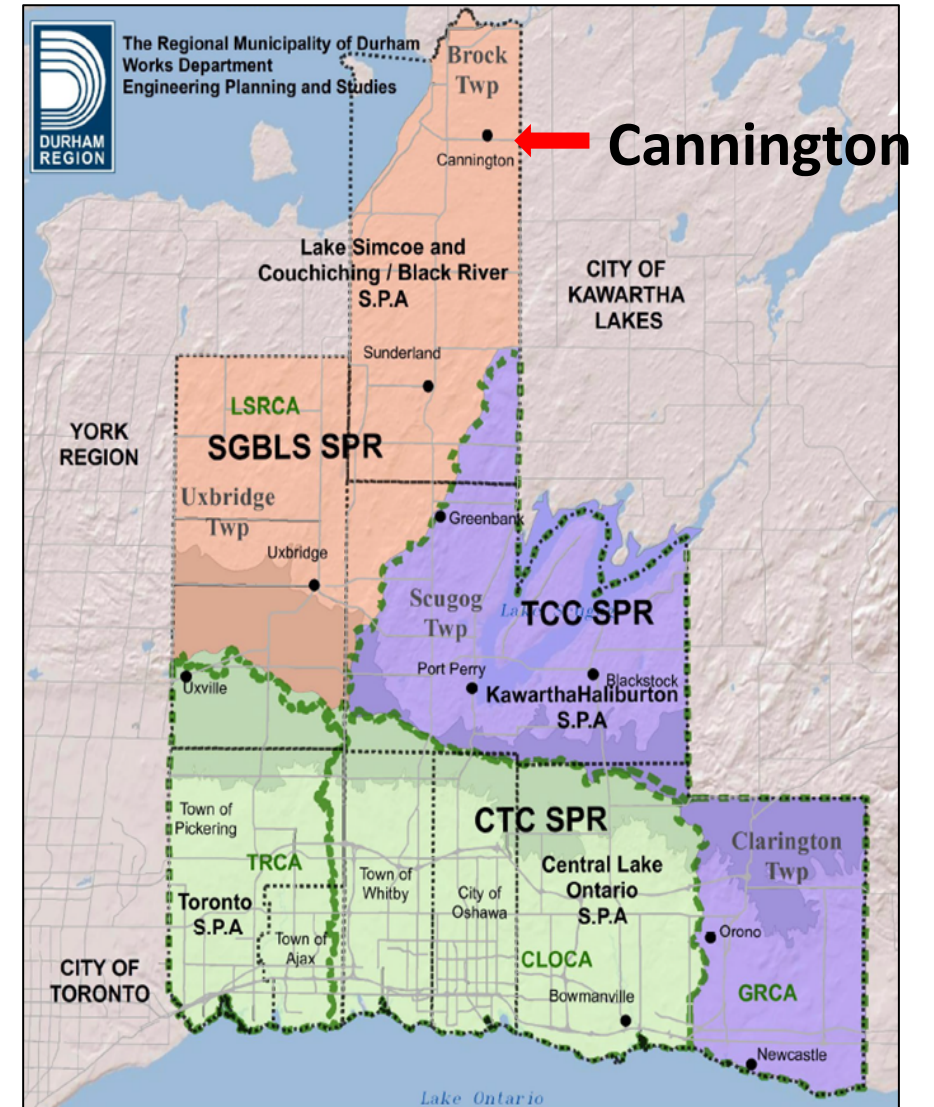 The Regional Municipality of Durham
Works Department
Engineering Planning and Studies
DURHAM
REGION
Brock
Twp
Cannington
Cannington
Lake Simcoe and
Couchiching / Black River
S.P.A
CITY OF
KAWARTHA
LAKES
Sunderland
LSRCA
YORK
REGION
SGBLS SPR
Uxbridge
Twp
Greenbank
Uxbridge
Scugog
Twp
Lake
TCC SPR
Port Perry
Blackstock
Uxville
KawarthaHaliburton
S.P.A
Town of
Pickering
CTC SPR
Clarington
Twp
TRCA
Town of
Whitby
Central Lake
Ontario
S.P.A
Toronto
S.P.A
City of
Oshawa
Orono
Town of
Ajax
CLOCA
CITY OF
TORONTO
Bowmanville
GRCA
Newcastle
Lake Ontario